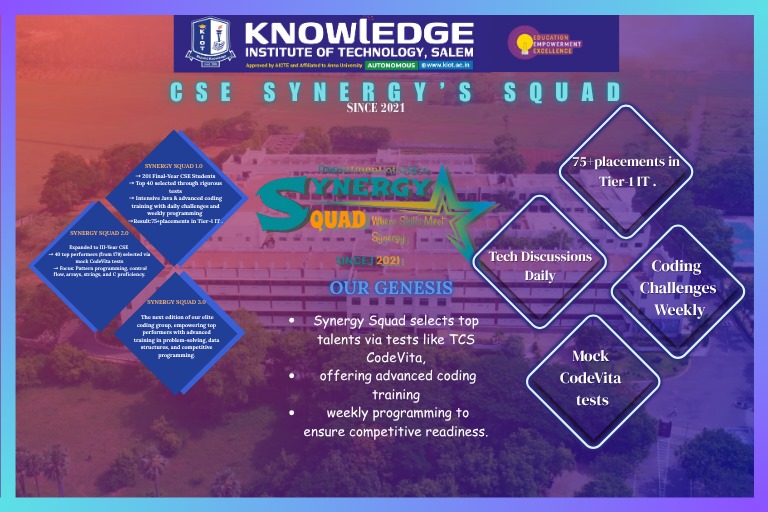 KNOWLEDGE
INSTITUTE OF TECHNOLOGY, SALEM
Approved by AICTE and Affiliated to Anna University AUTONOMOUS @www.kiot.ac.in
KIOT
EDUCATION
EMPOWERMENT
EXCELLENCE
CSE SYNERGY'S SQUAD
SINCE 2021
SYNERGY SQUAD 1.0
→ 201 Final-Year CSE Students
→ Top 40 selected through rigorous
tests
→ Intensive Java & advanced coding
training with daily challenges and
weekly programming
→Result:75+placements in Tier-1 IT.
SYNERGY SQUAD 2.0
Expanded to III-Year CSE
→ 40 top performers (from 170) selected via
mock CodeVita tests
→ Focus: Pattern programming, control
flow, arrays, strings, and C proficiency.
SYNERGY SQUAD 3.0
The next edition of our elite
coding group, empowering top
performers with advanced
training in problem-solving, data
structures, and competitive
programming.
SYNERGY
SQUAD Where Skills Meet
Synergy
SINCE 2021
OUR GENESIS
• Synergy Squad selects top
talents via tests like TCS
CodeVita,
• offering advanced coding
training
• weekly programming to
ensure competitive readiness.
75+placements in
Tier-1 IT .
Tech Discussions
Daily
Coding
Challenges
Weekly
Mock
CodeVita
tests